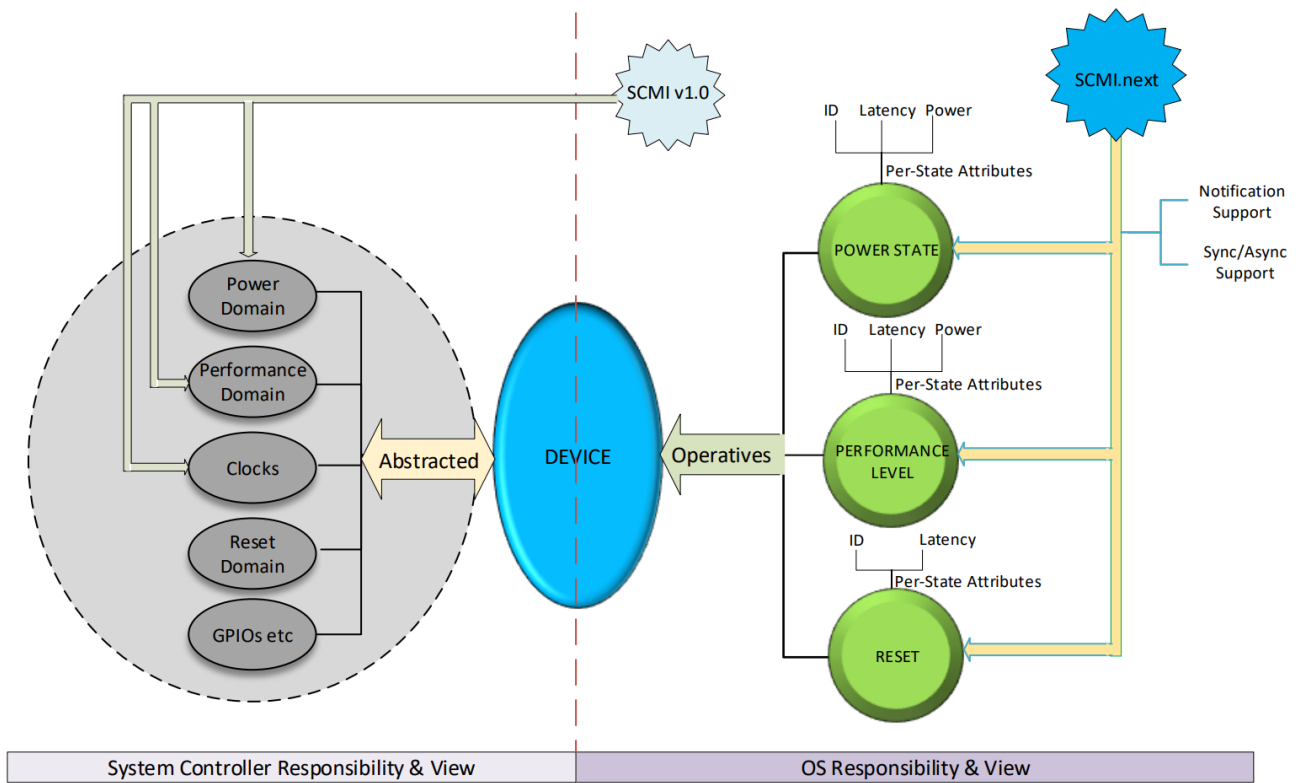 SCMI v1.0
SCMI.next
ID Latency Power
Per-State Attributes
Notification
Support
Sync/Async
Support
POWER STATE
Power
Domain
ID Latency Power
Per-State Attributes
Performance
Domain
Clocks
Abstracted
DEVICE
Operatives
PERFORMANCE
LEVEL
ID Latency
Per-State Attributes
Reset
Domain
GPIOs etc
RESET
System Controller Responsibility & View
OS Responsibility & View